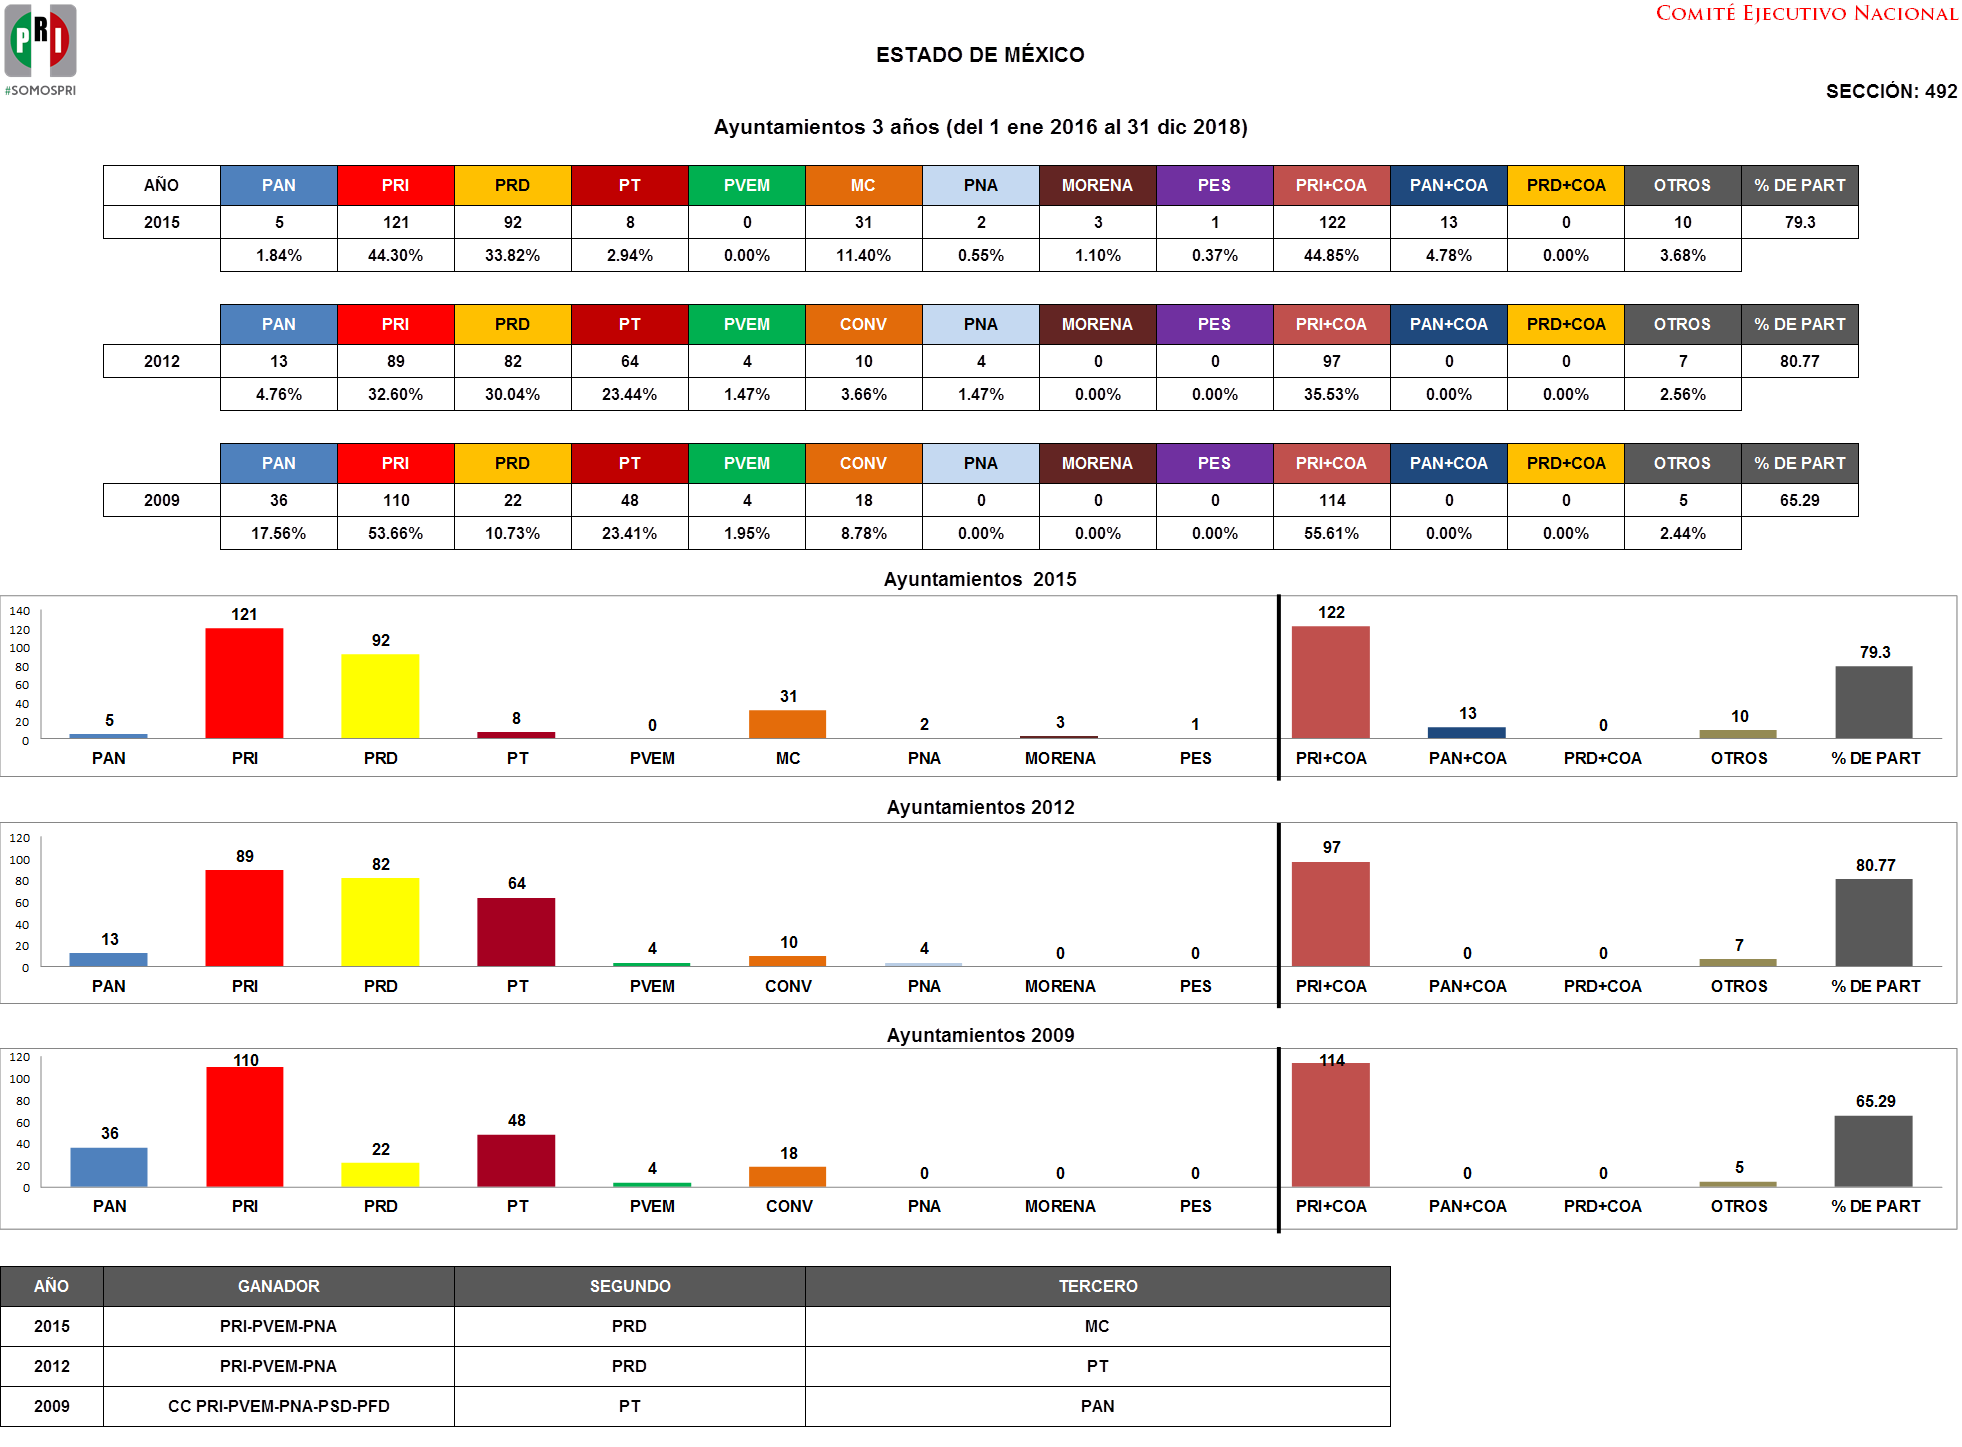 PRI
#SOMOSPRI
COMITÉ EJECUTIVO NACIONAL
ESTADO DE MÉXICO
SECCIÓN: 492
Ayuntamientos 3 años (del 1 ene 2016 al 31 dic 2018)
AÑO PAN PRI PRD PT PVEM MC PNA MORENA PES PRI+COA PAN+COA PRD+COA OTROS % DE PART
2015 5 121 92 8 0 31 2 3 1 122 13 0 10 79.3
1.84% 44.30% 33.82% 2.94% 0.00% 11.40% 0.55% 1.10% 0.37% 44.85% 4.78% 0.00% 3.68%
PAN PRI PRD PT PVEM CONV PNA MORENA PES PRI+COA PAN+COA PRD+COA OTROS % DE PART
2012 13 89 82 64 4 10 4 0 0 97 0 0 7 80.77
4.76% 32.60% 30.04% 23.44% 1.47% 3.66% 1.47% 0.00% 0.00% 35.53% 0.00% 0.00% 2.56%
PAN PRI PRD PT PVEM CONV PNA MORENA PES PRI+COA PAN+COA PRD+COA OTROS % DE PART
2009 36 110 22 48 4 18 0 0 0 114 0 0 5 65.29
17.56% 53.66% 10.73% 23.41% 1.95% 8.78% 0.00% 0.00% 0.00% 55.61% 0.00% 0.00% 2.44%
Ayuntamientos 2015
140
120
100
80
60
40
20
0
5 121 92 8 0 31 2 3 1 122 13 0 10 79.3
PAN PRI PRD PT PVEM MC PNA MORENA PES PRI+COA PAN+COA PRD+COA OTROS % DE PART
Ayuntamientos 2012
120
100
80
60
40
20
0
13 89 82 64 4 10 4 0 0 97 0 0 7 80.77
PAN PRI PRD PT PVEM CONV PNA MORENA PES PRI+COA PAN+COA PRD+COA OTROS % DE PART
Ayuntamientos 2009
120
100
80
60
40
20
0
36 110 22 48 4 18 0 0 0 114 0 0 5 65.29
PAN PRI PRD PT PVEM CONV PNA MORENA PES PRI+COA PAN+COA PRD+COA OTROS % DE PART
AÑO GANADOR SEGUNDO TERCERO
2015 PRI-PVEM-PNA PRD MC
2012 PRI-PVEM-PNA PRD PT
2009 CC PRI-PVEM-PNA-PSD-PFD PT PAN